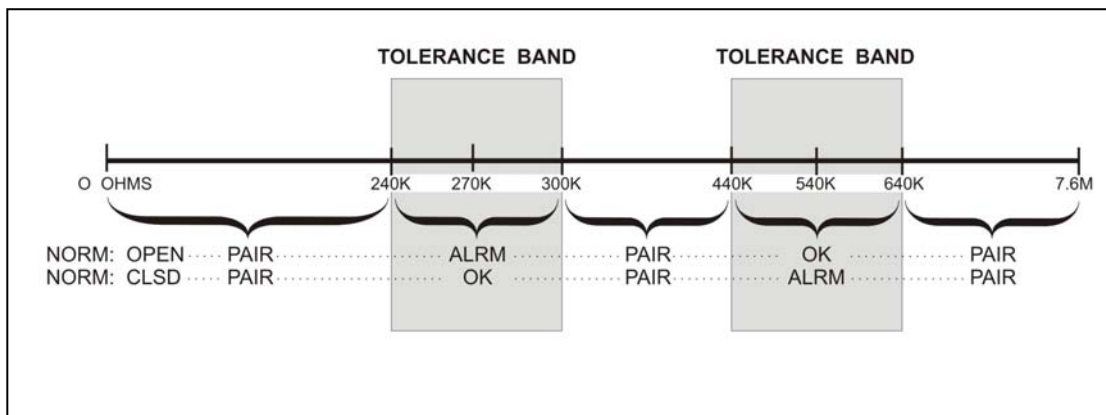 TOLERANCE BAND TOLERANCE BAND
O OHMS 240K 270K 300K 440K 540K 640K 7.6M
NORM: OPEN ..... PAIR .................... ALRM .................... PAIR .................... OK .................... PAIR
NORM: CLSD ..... PAIR .................... OK .................... PAIR .................... ALRM .................... PAIR